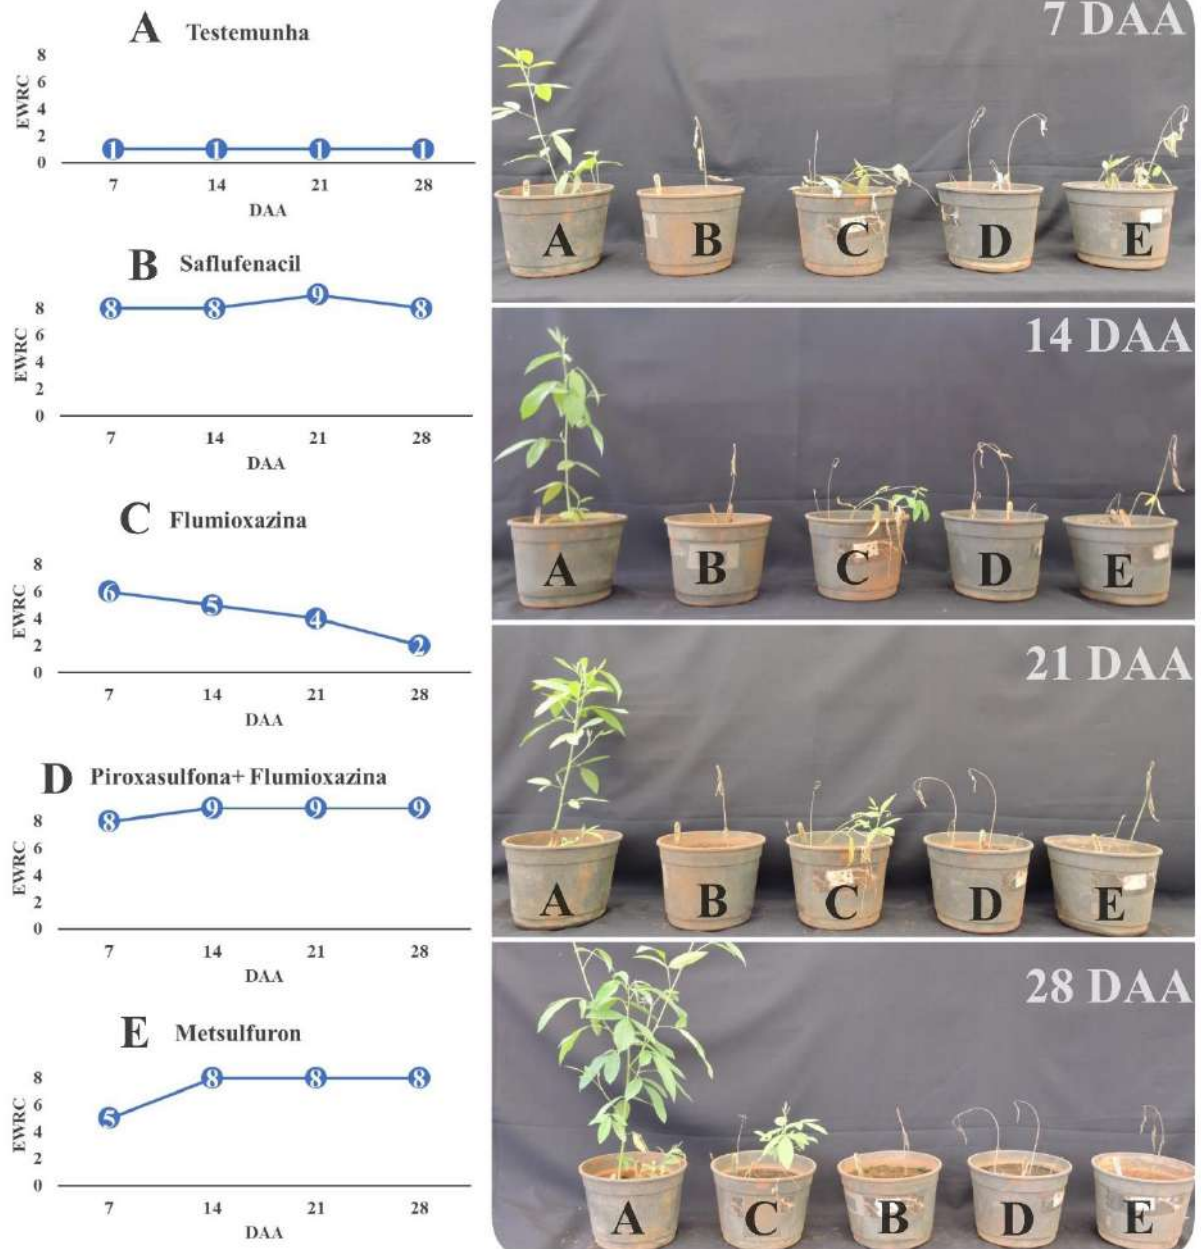 A Testemunha
8
6
4
2
0
EWRC
1 1 1 1
7 14 21 28
DAA
B Saflufenacil
8
6
4
2
0
EWRC
8 8 9 8
7 14 21 28
DAA
C Flumioxazina
8
6
4
2
0
EWRC
6 5 4 2
7 14 21 28
DAA
D Piroxasulfona+ Flumioxazina
8
6
4
2
0
EWRC
8 9 9 9
7 14 21 28
DAA
E Metsulfuron
8
6
4
2
0
EWRC
5 8 8 8
7 14 21 28
DAA
7 DAA
A B C D E
14 DAA
A B C D E
21 DAA
A B C D E
28 DAA
A C B D E